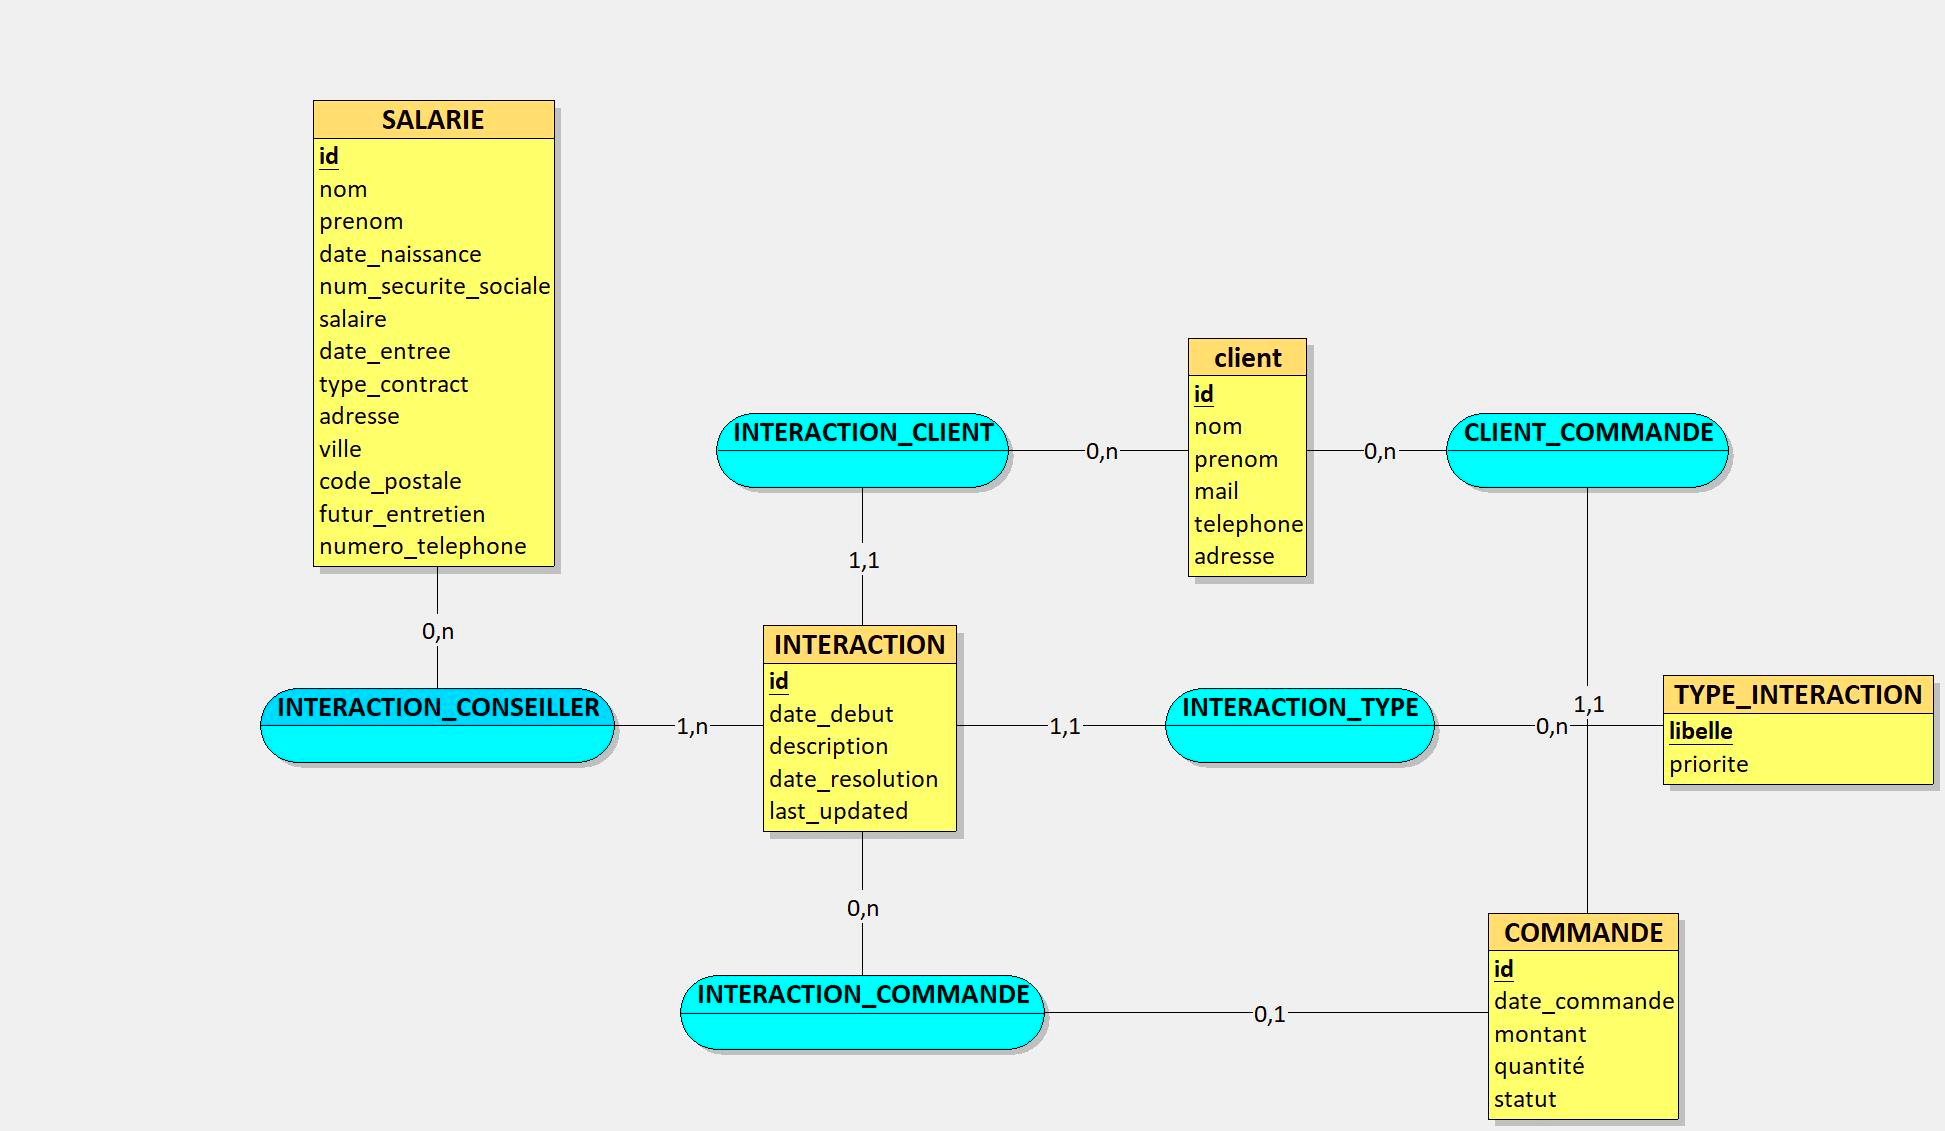 SALARIE
id
nom
prenom
date_naissance
num_securite_sociale
salaire
date_entree
type_contract
adresse
ville
code_postale
futur_entretien
numero_telephone
0,n
INTERACTION_CONSEILLER
1,n
INTERACTION_CLIENT
0,n
1,1
client
id
nom
prenom
mail
telephone
adresse
0,n
CLIENT_COMMANDE
1,1
INTERACTION
id
date_debut
description
date_resolution
last_updated
1,1
INTERACTION_TYPE
0,n
TYPE_INTERACTION
libelle
priorite
0,n
INTERACTION_COMMANDE
0,1
COMMANDE
id
date_commande
montant
quantité
statut